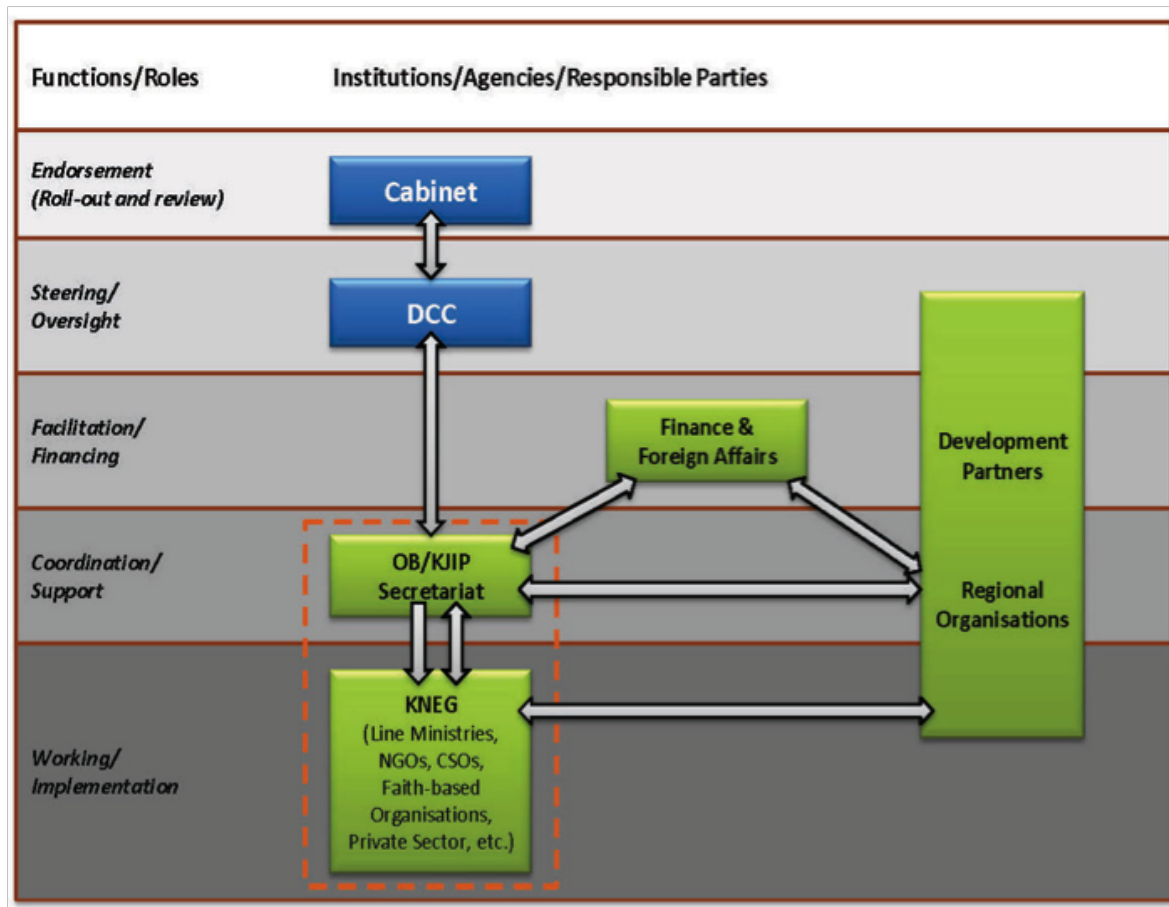 Functions/Roles
Institutions/Agencies/Responsible Parties
Endorsement
(Roll-out and review)
Cabinet
Steering/
Oversight
DCC
Facilitation/
Financing
Finance &
Foreign Affairs
Development
Partners
Coordination/
Support
OB/KJIP
Secretariat
Regional
Organisations
Working/
Implementation
KNEG
(Line Ministries,
NGOs, CSOs,
Faith-based
Organisations,
Private Sector, etc.)